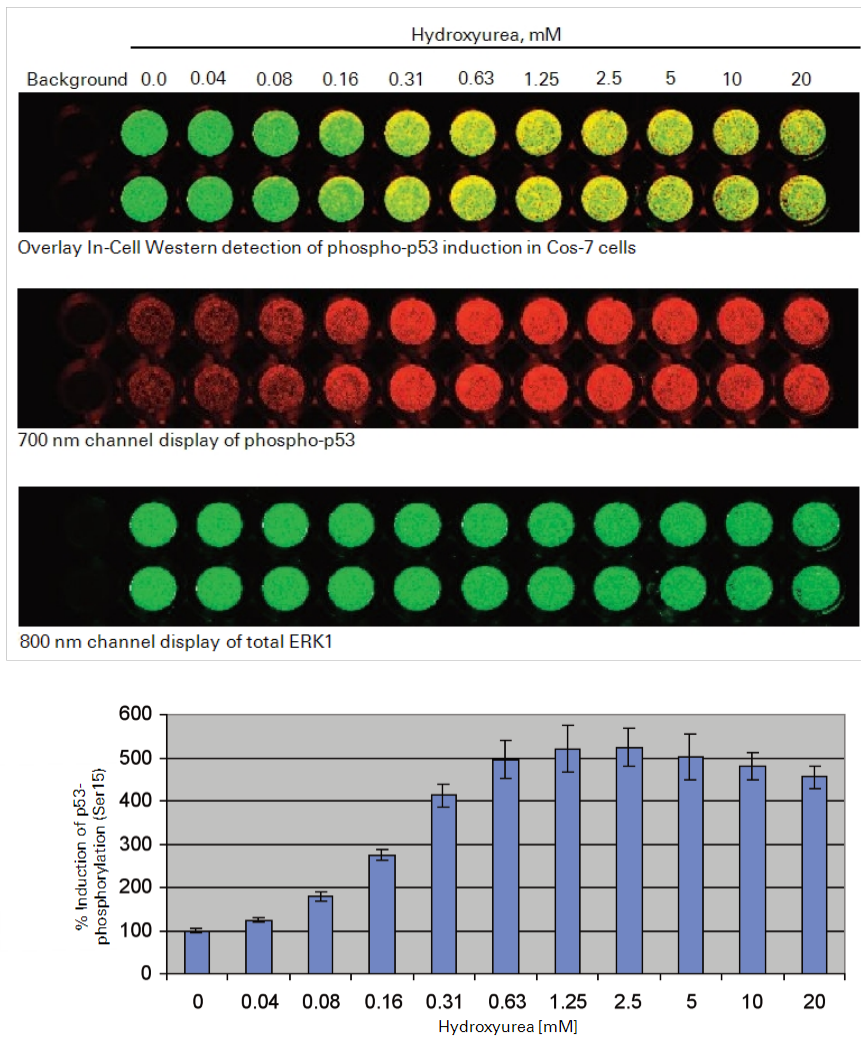 Hydroxyurea, mM
Background 0.0 0.04 0.08 0.16 0.31 0.63 1.25 2.5 5 10 20
Overlay In-Cell Western detection of phospho-p53 induction in Cos-7 cells
700 nm channel display of phospho-p53
800 nm channel display of total ERK1
% Induction of p53-
phosphorylation (Ser15)
600
500
400
300
200
100
0
0 0.04 0.08 0.16 0.31 0.63 1.25 2.5 5 10 20
Hydroxyurea [mM]